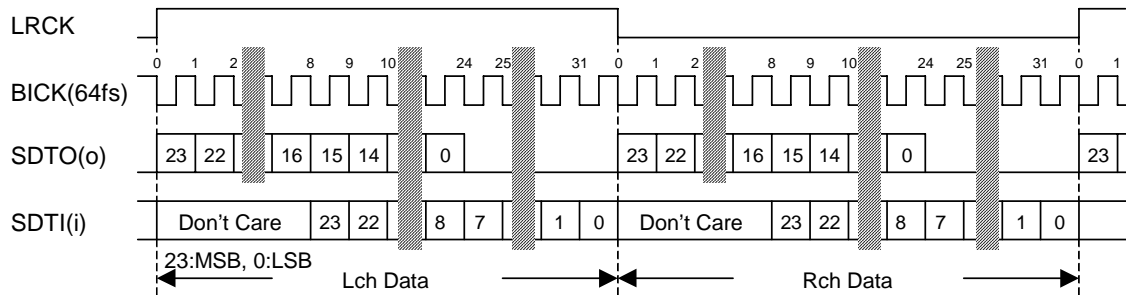 LRCK
0 1 2 8 9 10 24 25 31 0 1 2 8 9 10 24 25 31 0 1
BICK(64fs)
SDTO(o) 23 22 16 15 14 0 23 22 16 15 14 0 23
SDTI(i) Don't Care 23 22 8 7 1 0 Don't Care 23 22 8 7 1 0
23:MSB, 0:LSB
Lch Data Rch Data